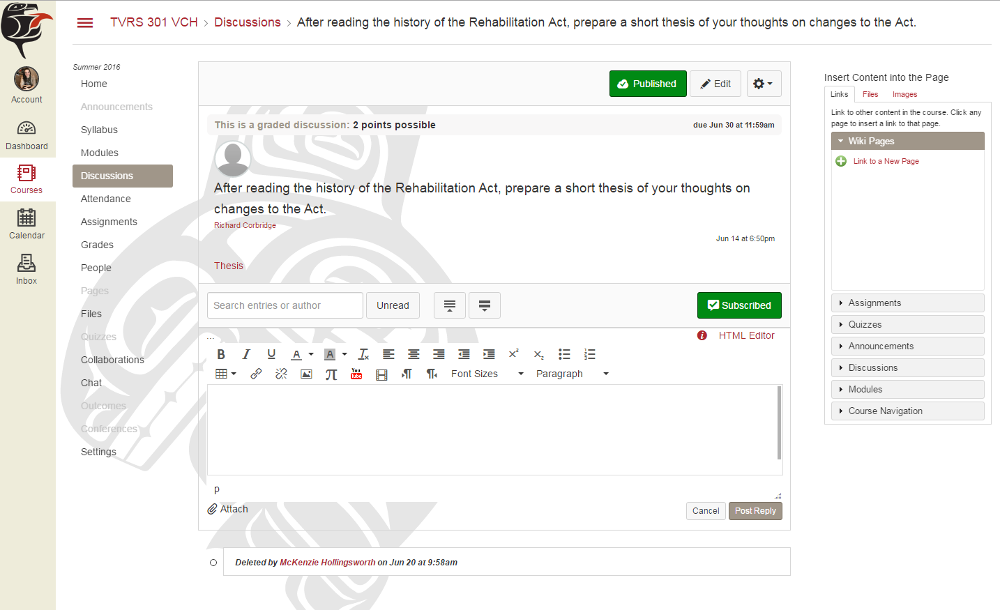 TVRS 301 VCH > Discussions > After reading the history of the Rehabilitation Act, prepare a short thesis of your thoughts on changes to the Act.
Account
Dashboard
Courses
Calendar
Inbox
Summer 2016
Home
Announcements
Syllabus
Modules
Discussions
Attendance
Assignments
Grades
People
Pages
Files
Quizzes
Collaborations
Chat
Outcomes
Conferences
Settings
Published Edit
This is a graded discussion: 2 points possible due Jun 30 at 11:59am
After reading the history of the Rehabilitation Act, prepare a short thesis of your thoughts on
changes to the Act.
Richard Corbridge
Jun 14 at 6:50pm
Thesis
Search entries or author Unread Subscribed
... HTML Editor
B I U A A Tx x² x₂
π You Tube Font Sizes Paragraph
p
Attach Cancel Post Reply
Deleted by McKenzie Hollingsworth on Jun 20 at 9:58am
Insert Content into the Page
Links Files Images
Link to other content in the course. Click any
page to insert a link to that page.
Wiki Pages
Link to a New Page
Assignments
Quizzes
Announcements
Discussions
Modules
Course Navigation